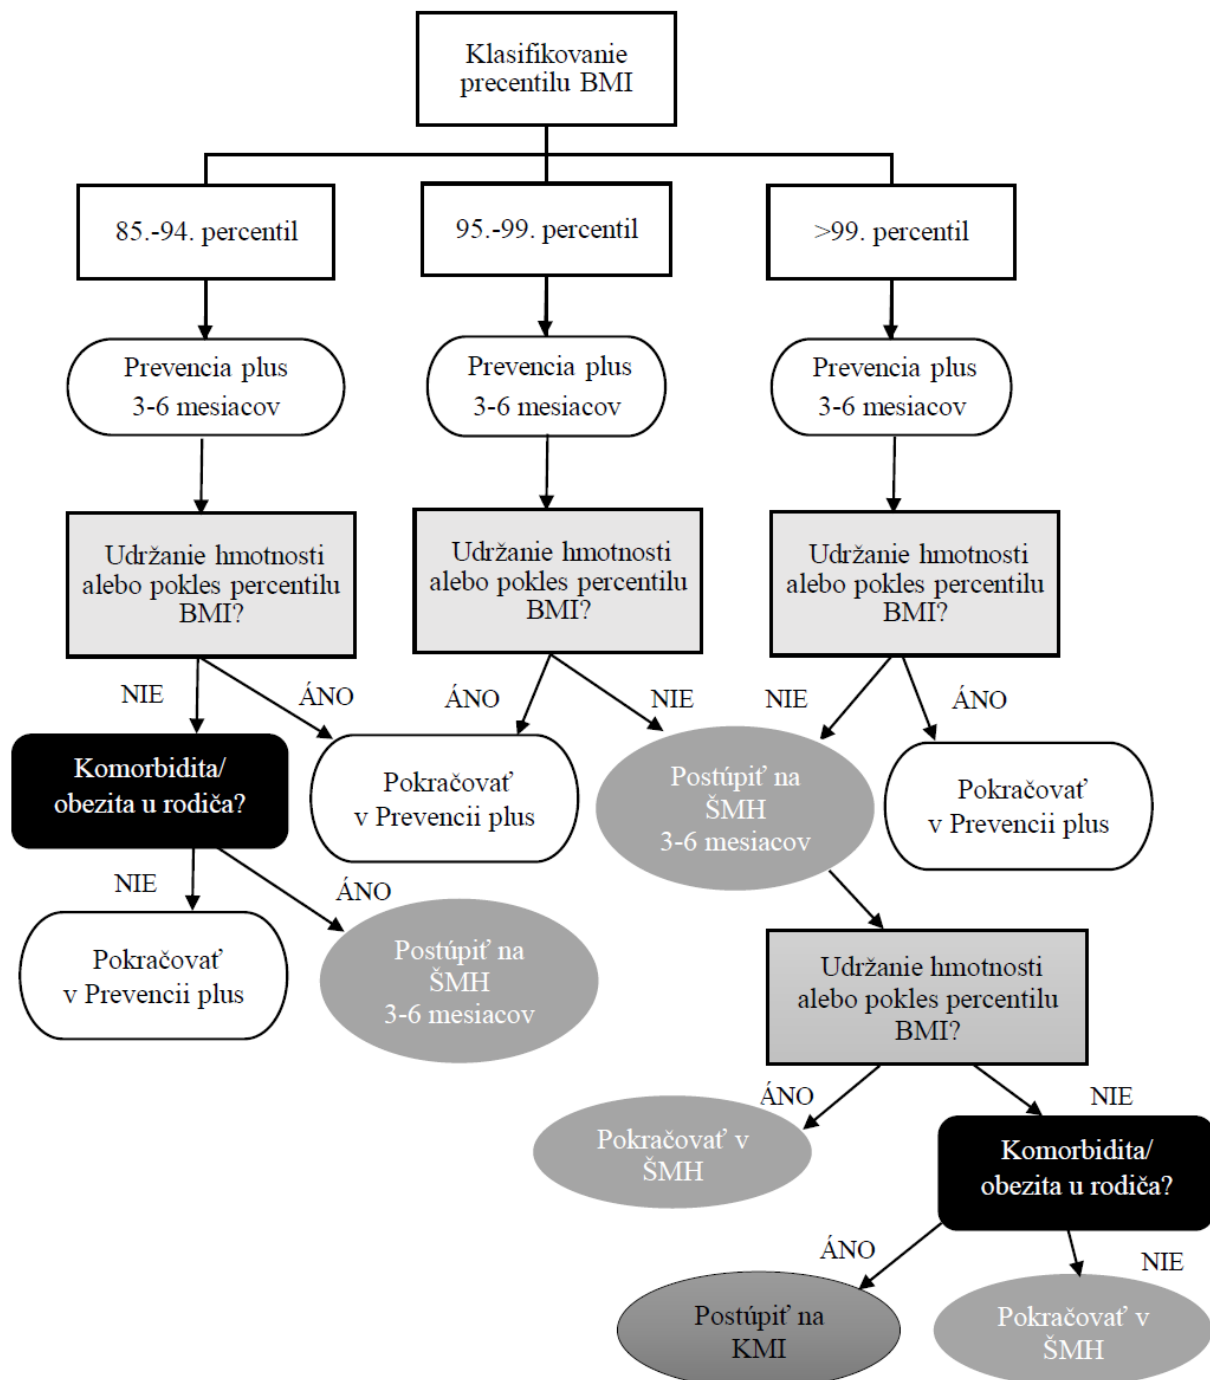 Klasifikovanie
precentilu BMI
85.-94. percentil
95.-99. percentil
>99. percentil
Prevencia plus
3-6 mesiacov
Prevencia plus
3-6 mesiacov
Prevencia plus
3-6 mesiacov
Udržanie hmotnosti
alebo pokles percentilu
BMI?
Udržanie hmotnosti
alebo pokles percentilu
BMI?
Udržanie hmotnosti
alebo pokles percentilu
BMI?
NIE
ÁNO
ÁNO
NIE
NIE
ÁNO
Komorbidita/
obezita u rodiča?
Pokračovať
v Prevencii plus
Postúpiť na
ŠMH
3-6 mesiacov
Pokračovať
v Prevencii plus
NIE
ÁNO
Pokračovať
v Prevencii plus
Postúpiť na
ŠMH
3-6 mesiacov
Udržanie hmotnosti
alebo pokles percentilu
BMI?
ÁNO
NIE
Pokračovať v
ŠMH
Komorbidita/
obezita u rodiča?
ÁNO
NIE
Postúpiť na
KMI
Pokračovať v
ŠMH